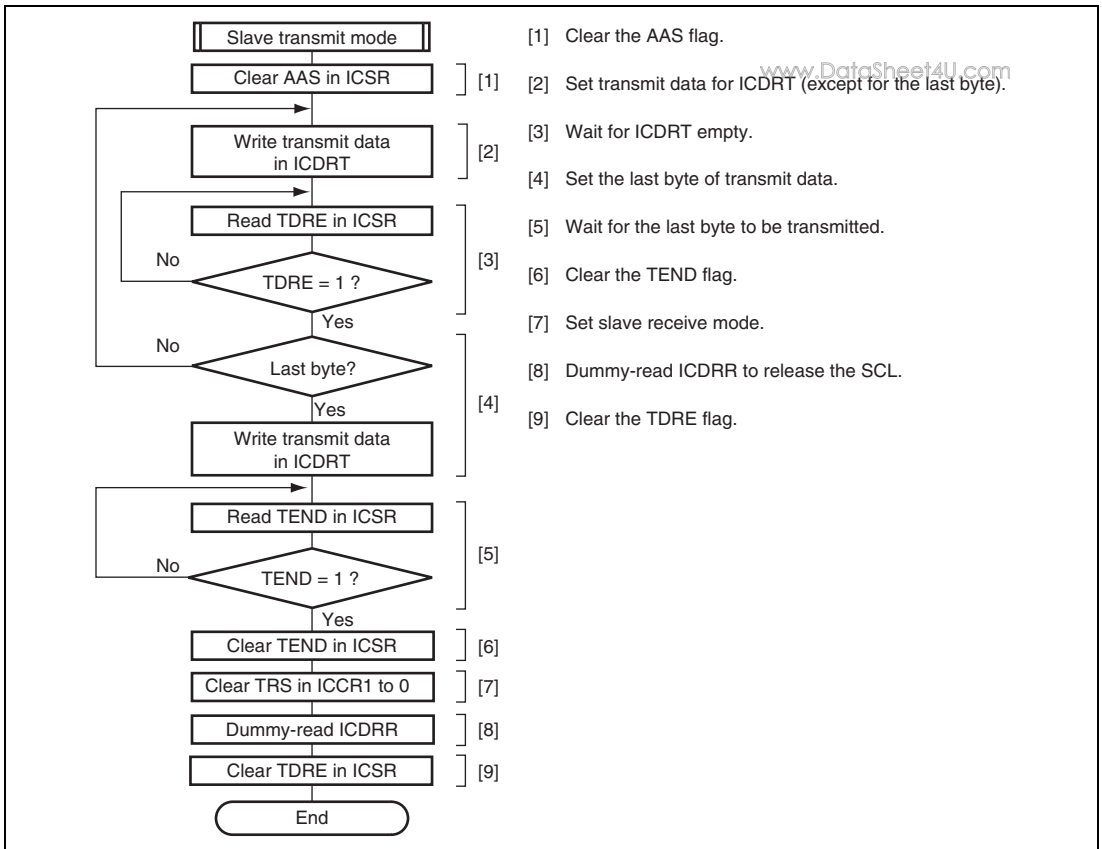 Slave transmit mode
Clear AAS in ICSR
[1]
Write transmit data
in ICDRT
[2]
Read TDRE in ICSR
No
TDRE = 1 ?
[3]
Yes
No
Last byte?
Yes
[4]
Write transmit data
in ICDRT
Read TEND in ICSR
No
TEND = 1 ?
[5]
Yes
Clear TEND in ICSR
[6]
Clear TRS in ICCR1 to 0
[7]
Dummy-read ICDRR
[8]
Clear TDRE in ICSR
[9]
End
[1] Clear the AAS flag.
www.DataSheet4U.com
[2] Set transmit data for ICDRT (except for the last byte).
[3] Wait for ICDRT empty.
[4] Set the last byte of transmit data.
[5] Wait for the last byte to be transmitted.
[6] Clear the TEND flag.
[7] Set slave receive mode.
[8] Dummy-read ICDRR to release the SCL.
[9] Clear the TDRE flag.